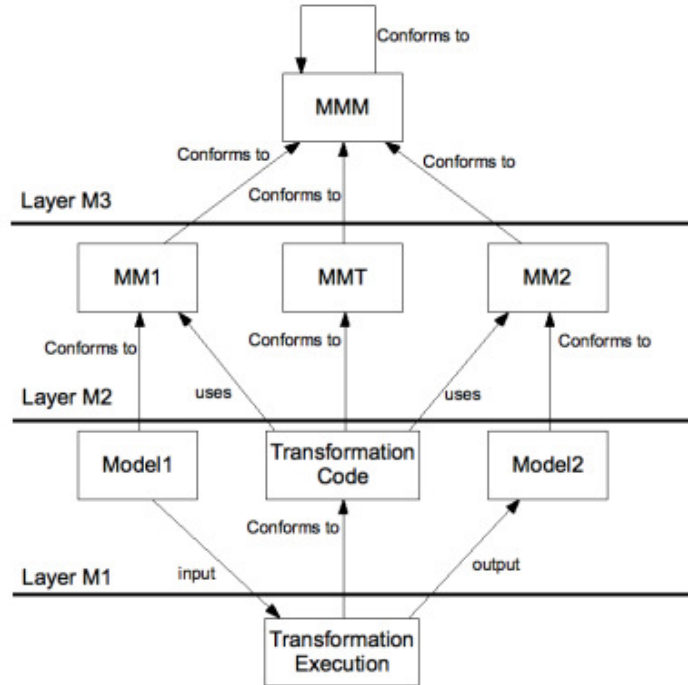 Conforms to
MMM
Conforms to
Conforms to
Conforms to
Layer M3
MM1
MMT
MM2
Conforms to
Conforms to
Conforms to
uses
uses
Layer M2
Model1
Transformation
Code
Model2
Conforms to
input
output
Layer M1
Transformation
Execution